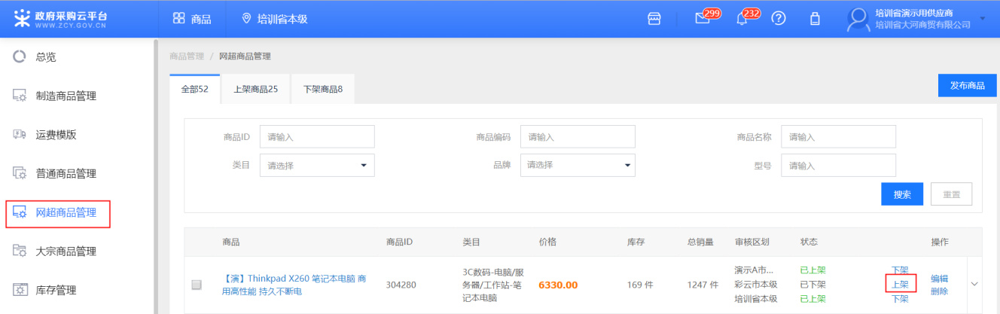 政府采购云平台
WWW.ZCY.GOV.CN
商品
培训省本级
299
232
培训省演示用供应商
培训省大河商贸有限公司
总览
制造商品管理
运费模版
普通商品管理
网超商品管理
大宗商品管理
库存管理
商品管理 / 网超商品管理
全部52
上架商品25
下架商品8
发布商品
商品ID
请输入
商品编码
请输入
商品名称
请输入
类目
请选择
品牌
请选择
型号
请输入
搜索
重置
商品
商品ID
类目
价格
库存
总销量
审核区划
状态
操作
【演】Thinkpad X260 笔记本电脑 商
用高性能 持久不断电
304280
3C数码-电脑/服
务器/工作站-笔
记本电脑
6330.00
169 件
1247 件
演示A市...
彩云市本级
培训省本级
已上架
已下架
已上架
下架
上架
下架
编辑
删除